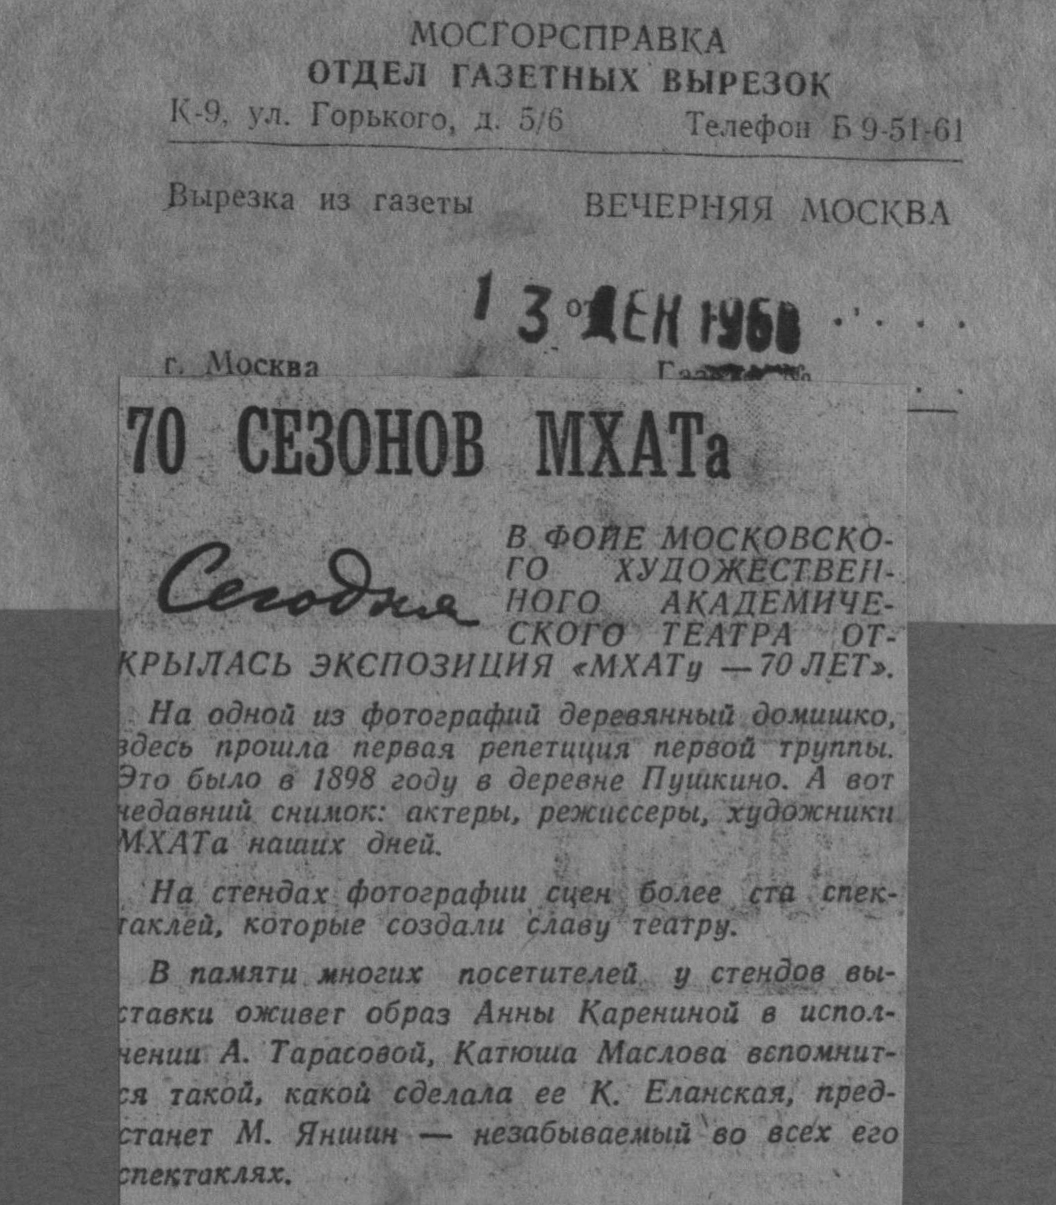 МОСГОРСПРАВКА
ОТДЕЛ ГАЗЕТНЫХ ВЫРЕЗОК
К-9, ул. Горького, д. 5/6 Телефон Б 9-51-61
Вырезка из газеты ВЕЧЕРНЯЯ МОСКВА
13 от ДЕК 1968
г. Москва
70 СЕЗОНОВ МХАТа
Сегодня
В ФОЙЕ МОСКОВСКО-
ГО ХУДОЖЕСТВЕН-
НОГО АКАДЕМИЧЕ-
СКОГО ТЕАТРА ОТ-
КРЫЛАСЬ ЭКСПОЗИЦИЯ «МХАТу — 70 ЛЕТ».
На одной из фотографий деревянный домишко,
здесь прошла первая репетиция первой труппы.
Это было в 1898 году в деревне Пушкино. А вот
недавний снимок: актеры, режиссеры, художники
МХАТа наших дней.
На стендах фотографии сцен более ста спек-
таклей, которые создали славу театру.
В памяти многих посетителей у стендов вы-
ставки оживет образ Анны Карениной в испол-
нении А. Тарасовой, Катюша Маслова вспомнит-
ся такой, какой сделала ее К. Еланская, пред-
станет М. Яншин — незабываемый во всех его
спектаклях.